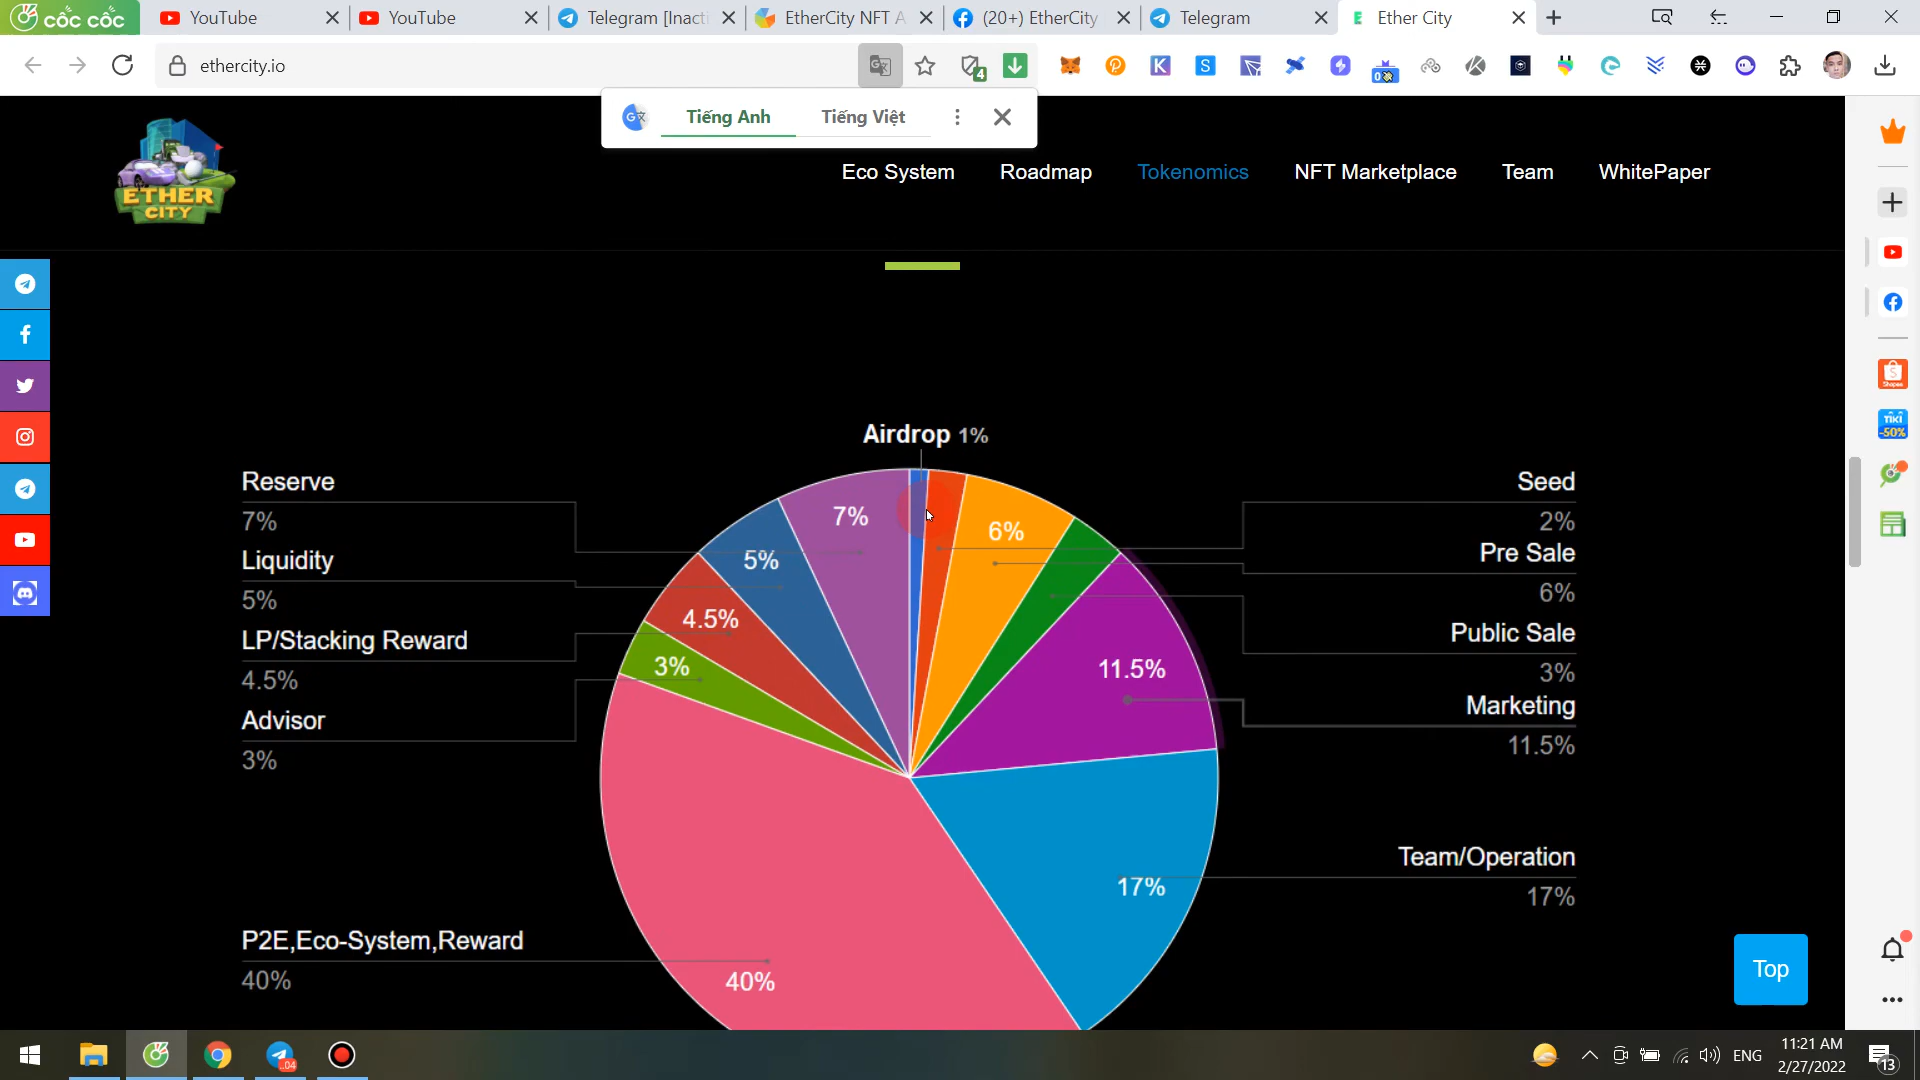 cốc cốc
YouTube
YouTube
Telegram [Inacti
EtherCity NFT A
(20+) EtherCity
Telegram
Ether City
ethercity.io
4
Tiếng Anh
Tiếng Việt
ETHER
CITY
Eco System
Roadmap
Tokenomics
NFT Marketplace
Team
WhitePaper
Airdrop 1%
Reserve
7%
Liquidity
5%
LP/Stacking Reward
4.5%
Advisor
3%
P2E,Eco-System,Reward
40%
7%
5%
4.5%
3%
40%
6%
11.5%
17%
Seed
2%
Pre Sale
6%
Public Sale
3%
Marketing
11.5%
Team/Operation
17%
Top
TIKI
-50%
ENG
11:21 AM
2/27/2022
13